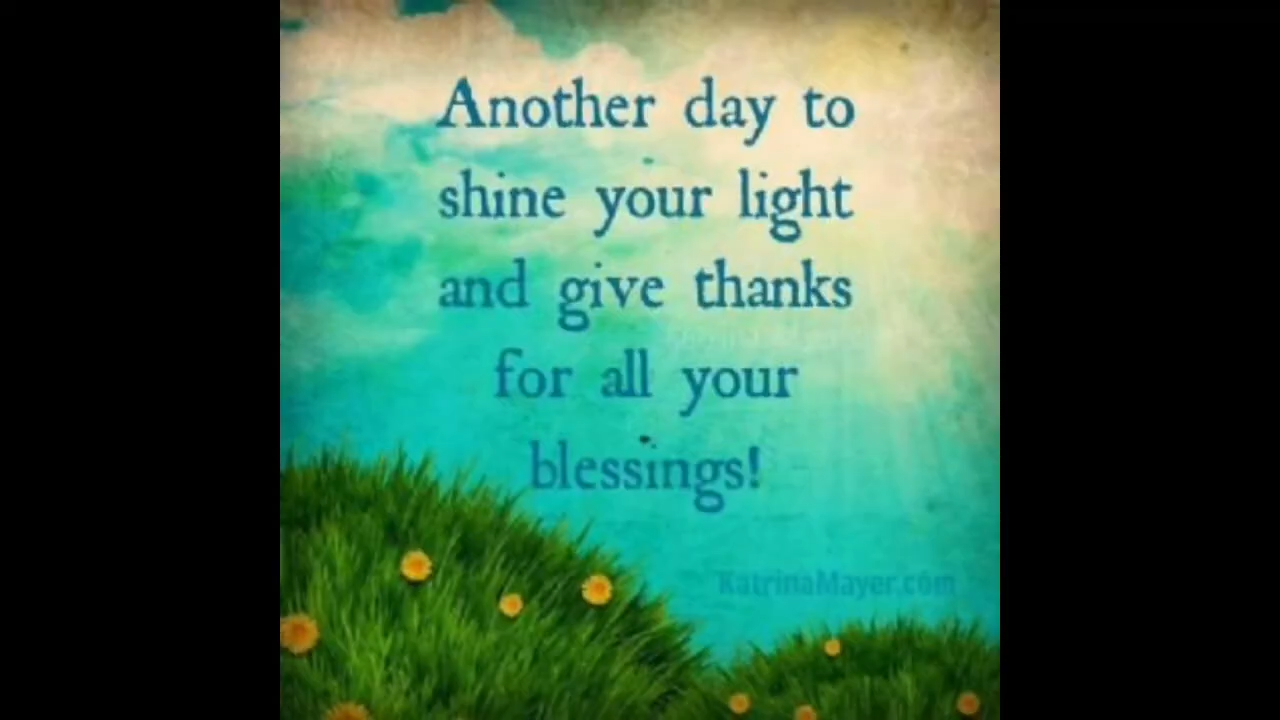 Another day to
shine your light
and give thanks
for all your
blessings!
KatrinaMayer.com